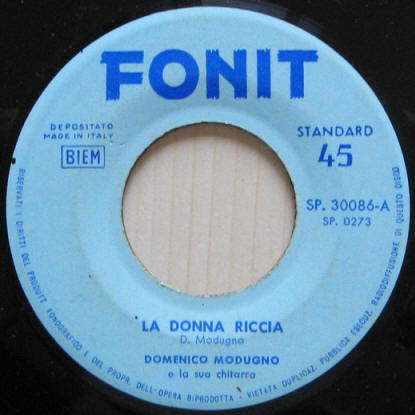 FONIT
DEPOSITATO
MADE IN ITALY
BIEM
STANDARD
45
SP. 30086-A
SP. 0273
LA DONNA RICCIA
D. Modugno
DOMENICO MODUGNO
e la sua chitarra
RISERVATI I DIRITTI DEL PRODUTT. FONOGRAFICO E DEL PROPR. DELL'OPERA RIPRODOTTA - VIETATA DUPLICAZ. PUBBLICA ESECUZ. RADIODIFFUSIONE DI QUESTO DISCO